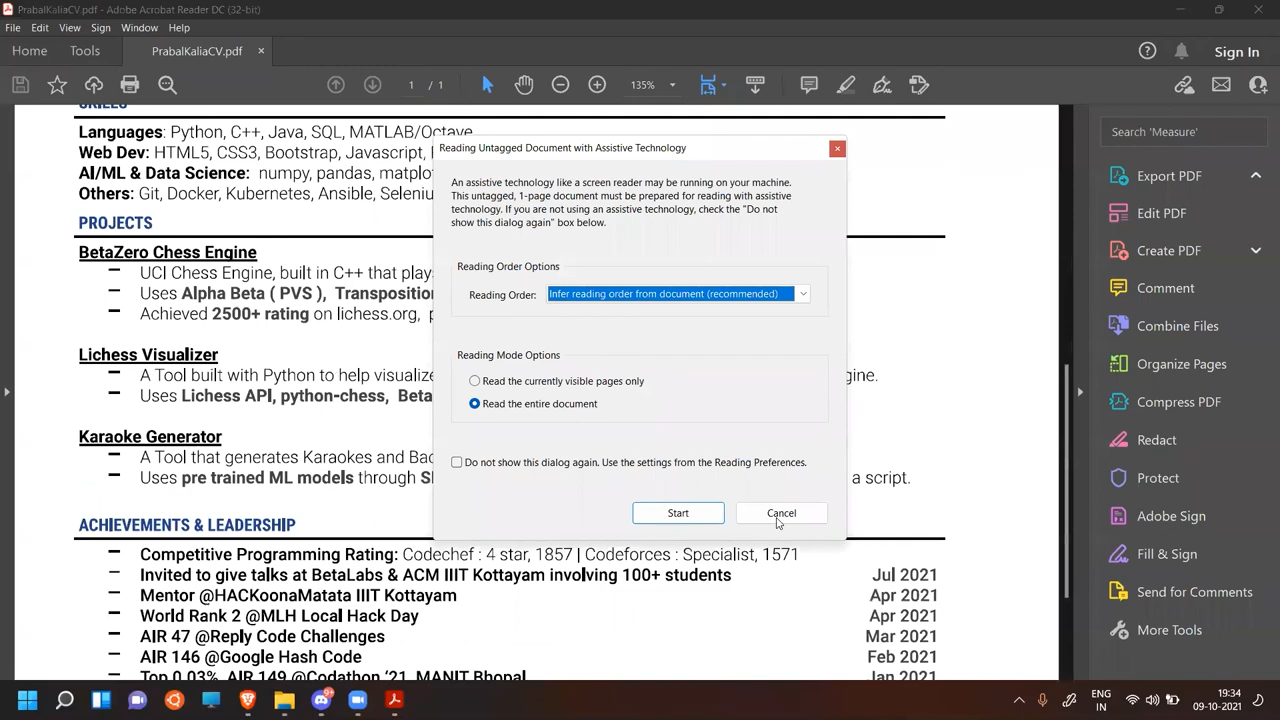 PrabalKaliaCV.pdf - Adobe Acrobat Reader DC (32-bit)
File Edit View Sign Window Help
Home Tools PrabalKaliaCV.pdf × Sign In
1 / 1 135%
SKILLS
Languages: Python, C++, Java, SQL, MATLAB/Octave
Web Dev: HTML5, CSS3, Bootstrap, Javascript,
AI/ML & Data Science: numpy, pandas,
Others: Git, Docker, Kubernetes, Ansible,
PROJECTS
BetaZero Chess Engine
UCI Chess Engine, built in C++ that
Uses Alpha Beta ( PVS ),
Achieved 2500+ rating on lichess.org,
Lichess Visualizer
A Tool built with Python to help
Uses Lichess API, python-chess,
Karaoke Generator
A Tool that generates Karaokes and
a script.
Uses pre trained ML models through
ACHIEVEMENTS & LEADERSHIP
Competitive Programming Rating: Codechef : 4 star, 1857 | Codeforces : Specialist, 1571
Invited to give talks at BetaLabs & ACM IIIT Kottayam involving 100+ students Jul 2021
Mentor @HACKoonaMatata IIIT Kottayam Apr 2021
World Rank 2 @MLH Local Hack Day Apr 2021
AIR 47 @Reply Code Challenges Mar 2021
AIR 146 @Google Hash Code Feb 2021
Top 0.03%, AIR 149 @Codathon '21, MANIT Bhopal Jan 2021
Reading Untagged Document with Assistive Technology
An assistive technology like a screen reader may be running on your machine.
This untagged, 1-page document must be prepared for reading with assistive
technology. If you are not using an assistive technology, check the "Do not
show this dialog again" box below.
Reading Order Options
Reading Order: Infer reading order from document (recommended)
Reading Mode Options
Read the currently visible pages only
Read the entire document
Do not show this dialog again. Use the settings from the Reading Preferences.
Start Cancel
Search 'Measure'
Export PDF
Edit PDF
Create PDF
Comment
Combine Files
Organize Pages
Compress PDF
Redact
Protect
Adobe Sign
Fill & Sign
Send for Comments
More Tools
ENG
IN
19:34
09-10-2021